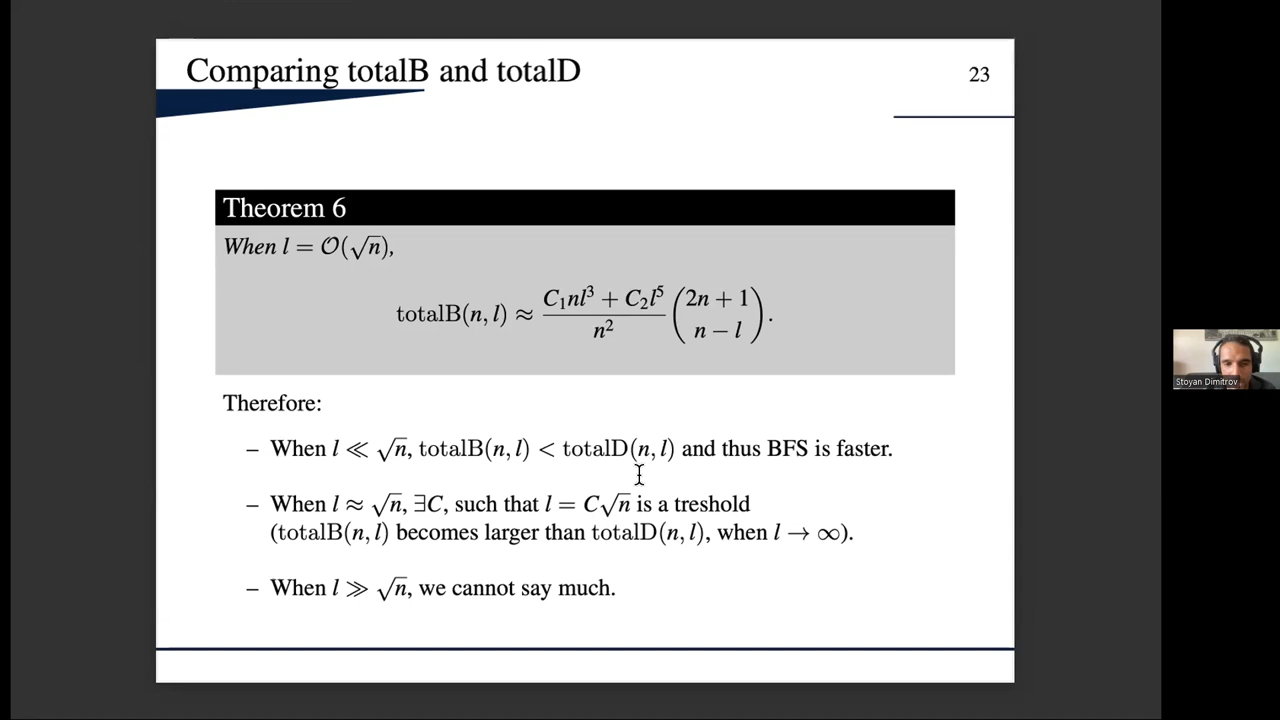 Comparing totalB and totalD
23
Theorem 6
When l = O(√n),
totalB(n, l) ≈ \frac{C₁nl³ + C₂l⁵}{n²} \binom{2n + 1}{n − l}.
Therefore:
– When l ≪ √n, totalB(n, l) < totalD(n, l) and thus BFS is faster.
– When l ≈ √n, ∃C, such that l = C√n is a treshold
(totalB(n, l) becomes larger than totalD(n, l), when l → ∞).
– When l ≫ √n, we cannot say much.
Stoyan Dimitrov